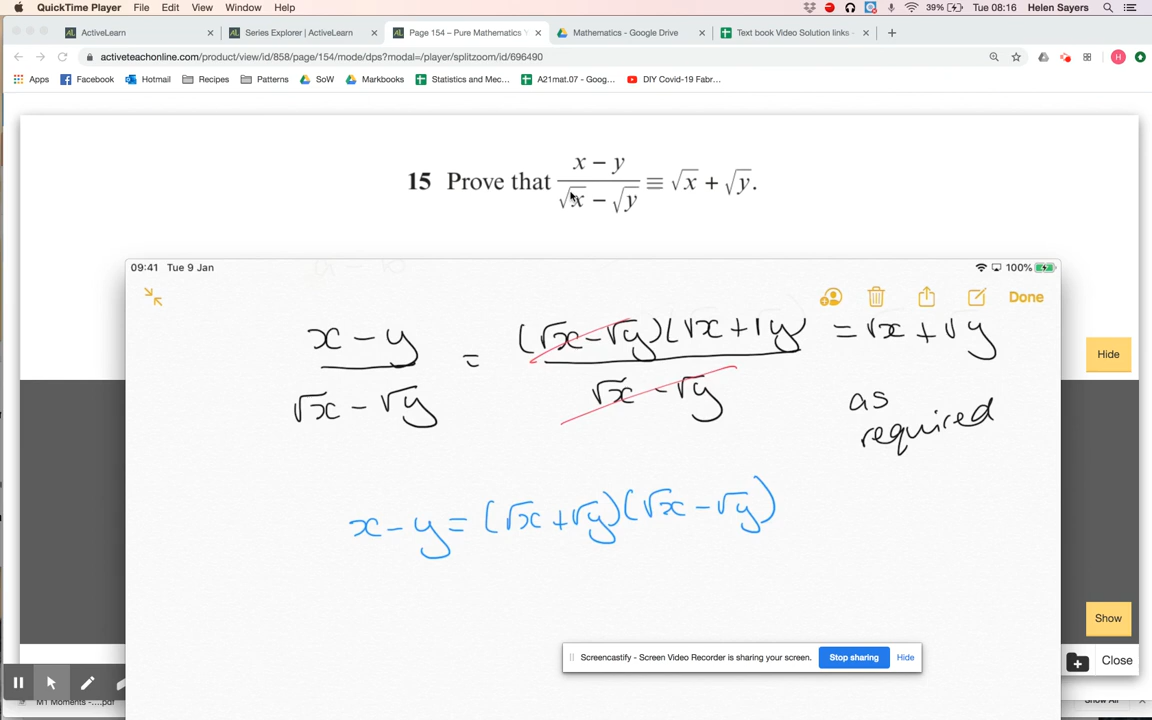 QuickTime Player File Edit View Window Help 39% Tue 08:16 Helen Sayers
ActiveLearn × Series Explorer | ActiveLearn × Page 154 – Pure Mathematics Y × Mathematics - Google Drive × Text book Video Solution links - × +
activeteachonline.com/product/view/id/858/page/154/mode/dps?modal=/player/splitzoom/id/696490
Apps Facebook Hotmail Recipes Patterns SoW Markbooks Statistics and Mec... A21mat.07 - Goog... DIY Covid-19 Fabr...
15 Prove that (x − y)/(√x − √y) ≡ √x + √y.
09:41 Tue 9 Jan 100%
Done
(x − y)/(√x − √y) = (√x − √y)(√x + √y)/(√x − √y) = √x + √y
Hide
as
required
x − y = (√x + √y)(√x − √y)
Show
Screencastify - Screen Video Recorder is sharing your screen. Stop sharing Hide
Close
M1 Moments -....pdf